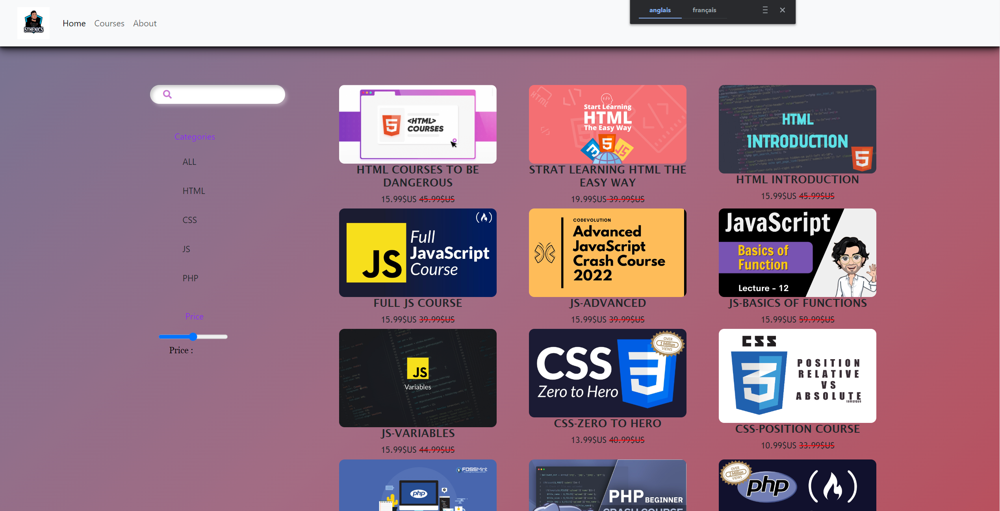 STHENICS
Home
Courses
About
anglais
français
Categories
ALL
HTML
CSS
JS
PHP
Price
Price :
<HTML>
COURSES
HTML COURSES TO BE
DANGEROUS
15.99$US 45.99$US
HTML
Start Learning
HTML
The Easy Way
JS
STRAT LEARNING HTML THE
EASY WAY
19.99$US 39.99$US
HTML
INTRODUCTION
HTML INTRODUCTION
15.99$US 45.99$US
JS
Full
JavaScript
Course
FULL JS COURSE
15.99$US 39.99$US
CODEVOLUTION
Advanced
JavaScript
Crash Course
2022
JS-ADVANCED
15.99$US 39.99$US
JavaScript
Basics of
Function
Lecture - 12
JS-BASICS OF FUNCTIONS
15.99$US 59.99$US
JS
Variables
JS-VARIABLES
15.99$US 44.99$US
OVER
1 Million
VIEWS
CSS
Zero to Hero
CSS-ZERO TO HERO
13.99$US 40.99$US
CSS
POSITION
RELATIVE
VS
ABSOLUTE
iamgique
CSS-POSITION COURSE
10.99$US 33.99$US
FOSSMint
php
PHP BEGINNER
CRASH COURSE
OVER
2 Million
VIEWS
php